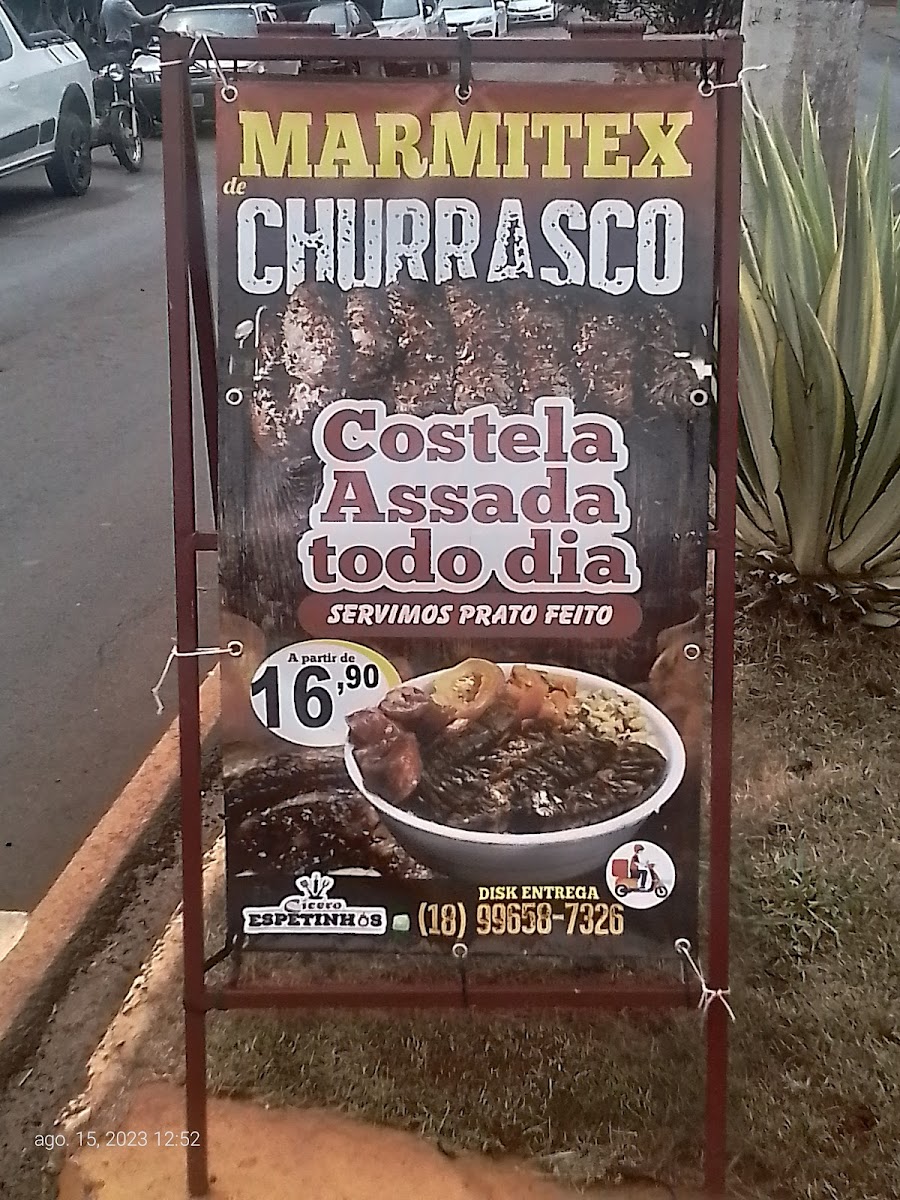 MARMITEX
de
CHURRASCO
Costela
Assada
todo dia
SERVIMOS PRATO FEITO
A partir de
16,90
Cícero
ESPETINHOS
DISK ENTREGA
(18) 99658-7326
ago. 15, 2023 12:52